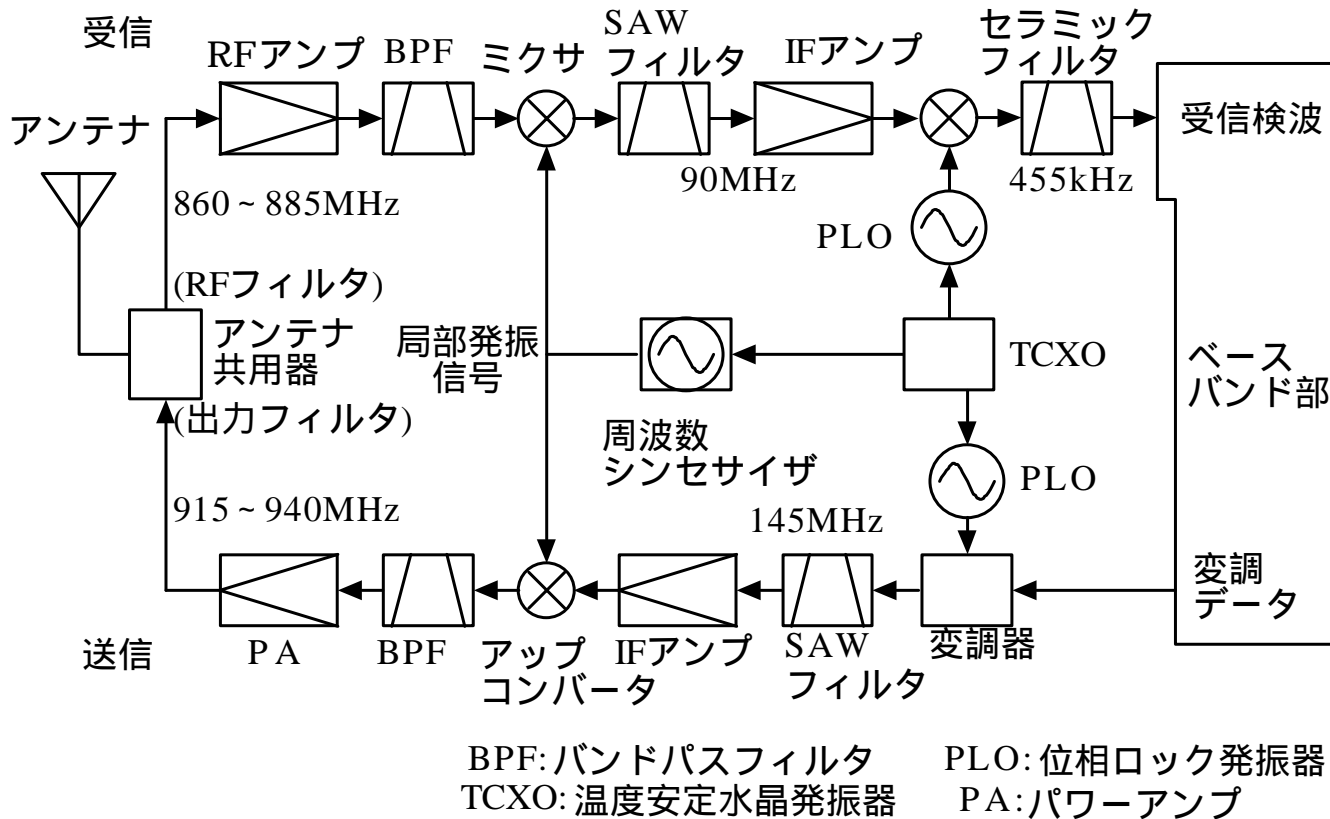 受信
RFアンプ
BPF
ミクサ
SAW
フィルタ
IFアンプ
セラミック
フィルタ
アンテナ
受信検波
860~885MHz
90MHz
455kHz
PLO
(RFフィルタ)
アンテナ
共用器
(出力フィルタ)
局部発振
信号
TCXO
ベース
バンド部
周波数
シンセサイザ
PLO
915~940MHz
145MHz
変調
データ
送信
PA
BPF
アップ
コンバータ
IFアンプ
SAW
フィルタ
変調器
BPF:バンドパスフィルタ
PLO:位相ロック発振器
TCXO:温度安定水晶発振器
PA:パワーアンプ